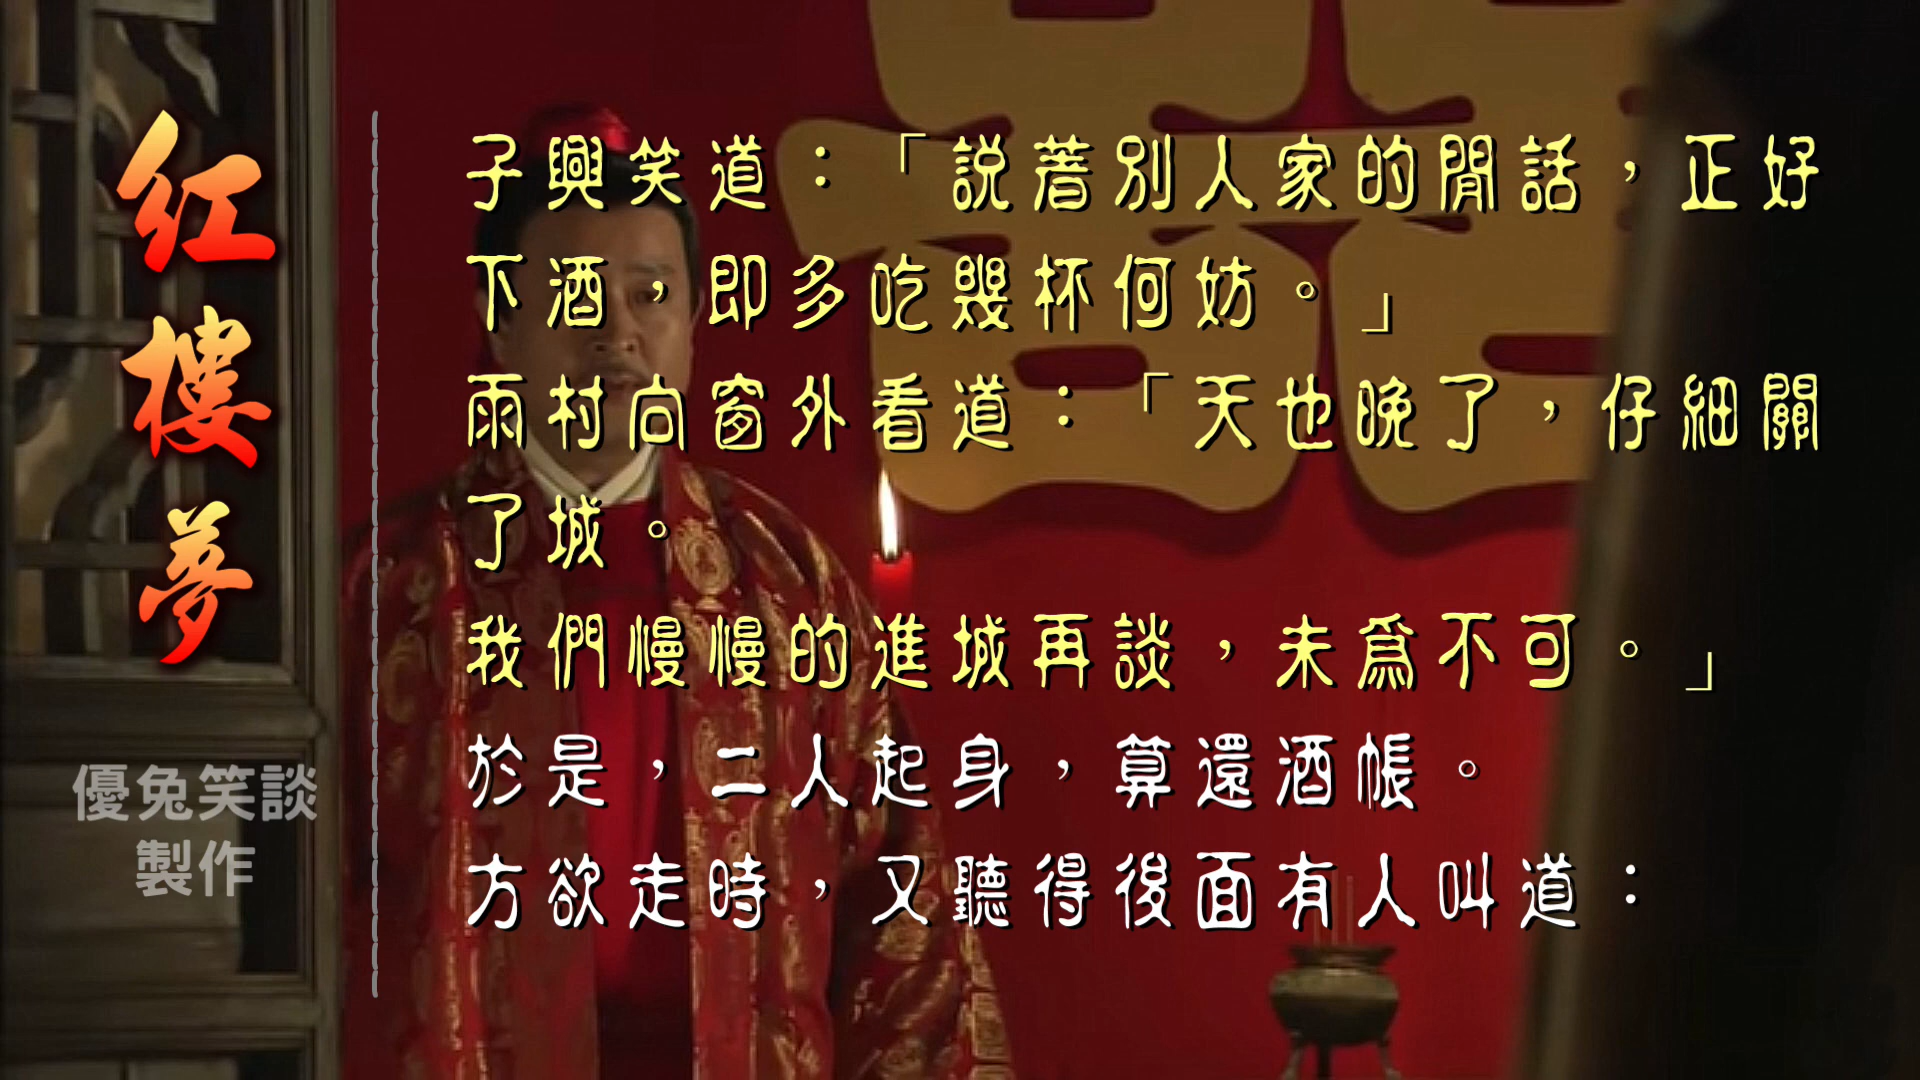 紅樓夢
優兔笑談
製作
子興笑道：「說著別人家的閒話，正好
下酒，即多吃幾杯何妨。」
雨村向窗外看道：「天也晚了，仔細關
了城。
我們慢慢的進城再談，未為不可。」
於是，二人起身，算還酒帳。
方欲走時，又聽得後面有人叫道：